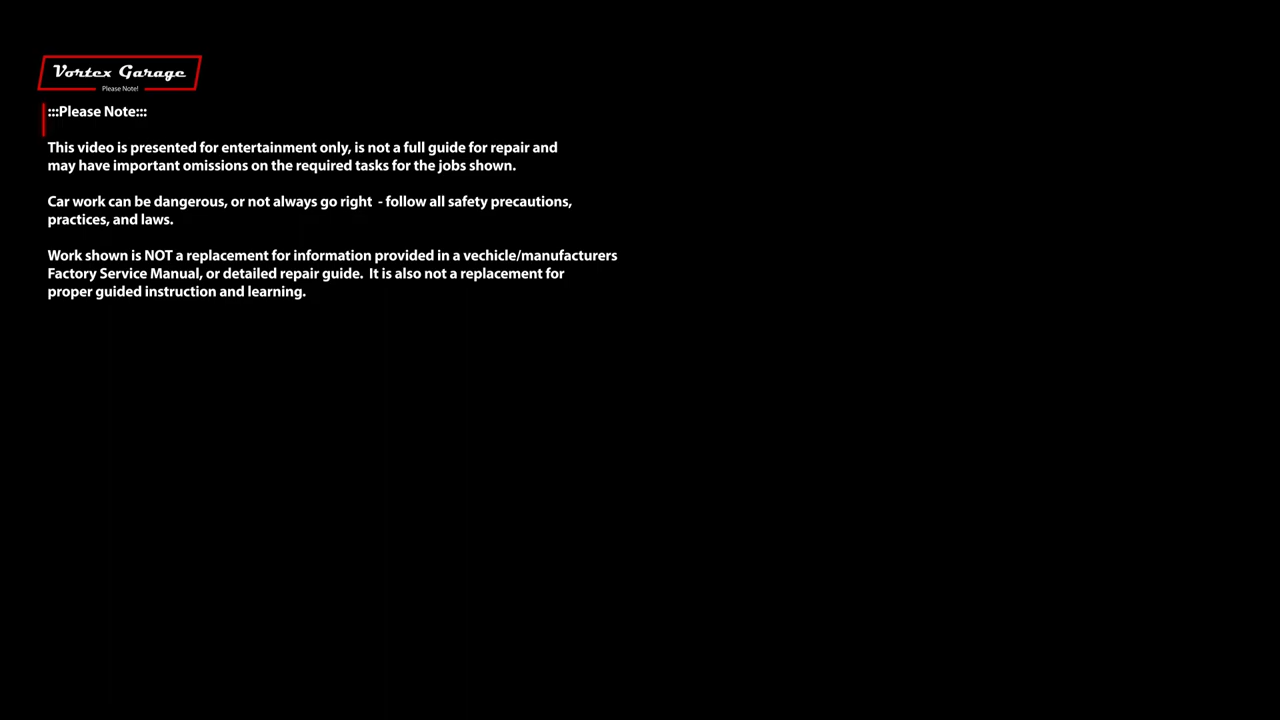 Vortex Garage
Please Note!
:::Please Note:::
This video is presented for entertainment only, is not a full guide for repair and
may have important omissions on the required tasks for the jobs shown.
Car work can be dangerous, or not always go right  - follow all safety precautions,
practices, and laws.
Work shown is NOT a replacement for information provided in a vechicle/manufacturers
Factory Service Manual, or detailed repair guide.  It is also not a replacement for
proper guided instruction and learning.